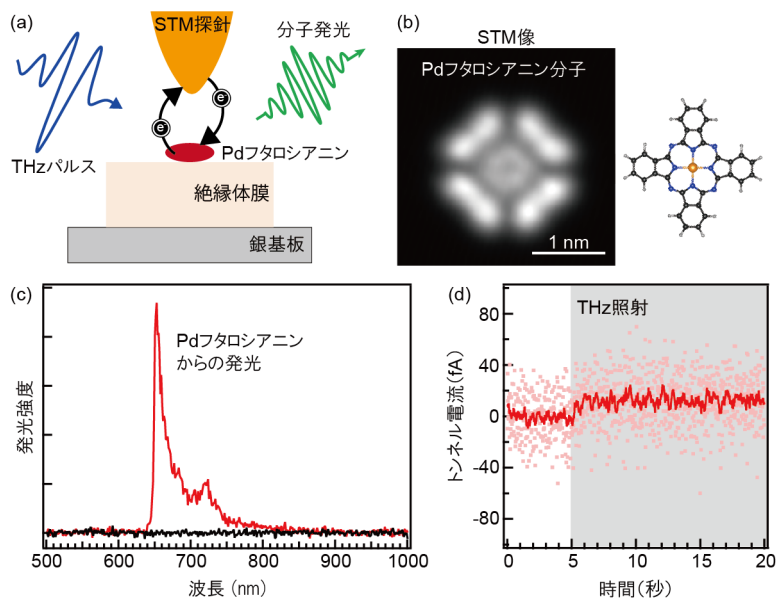 (a)
STM探針
分子発光
e⁻
e⁻
Pdフタロシアニン
THzパルス
絶縁体膜
銀基板
(b)
STM像
Pdフタロシアニン分子
1 nm
(c)
Pdフタロシアニン
からの発光
発光強度
500 600 700 800 900 1000
波長 (nm)
(d)
THz照射
トンネル電流(fA)
80
40
0
-40
-80
0 5 10 15 20
時間(秒)